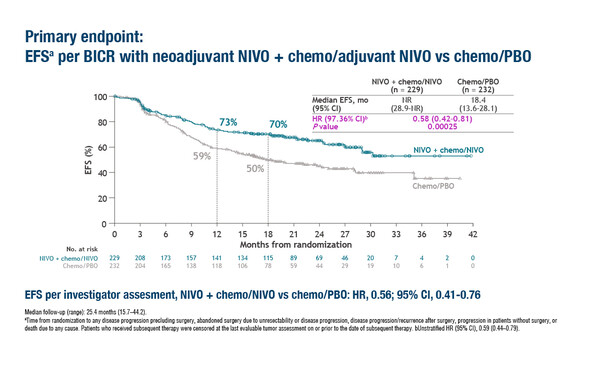 Primary endpoint:
EFSᵃ per BICR with neoadjuvant NIVO + chemo/adjuvant NIVO vs chemo/PBO
NIVO + chemo/NIVO Chemo/PBO
(n = 229) (n = 232)
Median EFS, mo NR 18.4
(95% CI) (28.9-NR) (13.6-28.1)
HR (97.36% CI)ᵇ 0.58 (0.42-0.81)
P value 0.00025
EFS (%)
100
80
60
40
20
0
73%
70%
59%
50%
NIVO + chemo/NIVO
Chemo/PBO
0 3 6 9 12 15 18 21 24 27 30 33 36 39 42
Months from randomization
No. at risk
NIVO + chemo/NIVO 229 208 173 157 141 134 115 89 69 46 20 7 4 2 0
Chemo/PBO 232 204 165 138 118 106 78 59 44 29 19 10 6 1 0
EFS per investigator assesment, NIVO + chemo/NIVO vs chemo/PBO: HR, 0.56; 95% CI, 0.41-0.76
Median follow-up (range): 25.4 months (15.7–44.2).
ᵃTime from randomization to any disease progression precluding surgery, abandoned surgery due to unresectability or disease progression, disease progression/recurrence after surgery, progression in patients without surgery, or
death due to any cause. Patients who received subsequent therapy were censored at the last evaluable tumor assessment on or prior to the date of subsequent therapy. bUnstratified HR (95% CI), 0.59 (0.44–0.79).